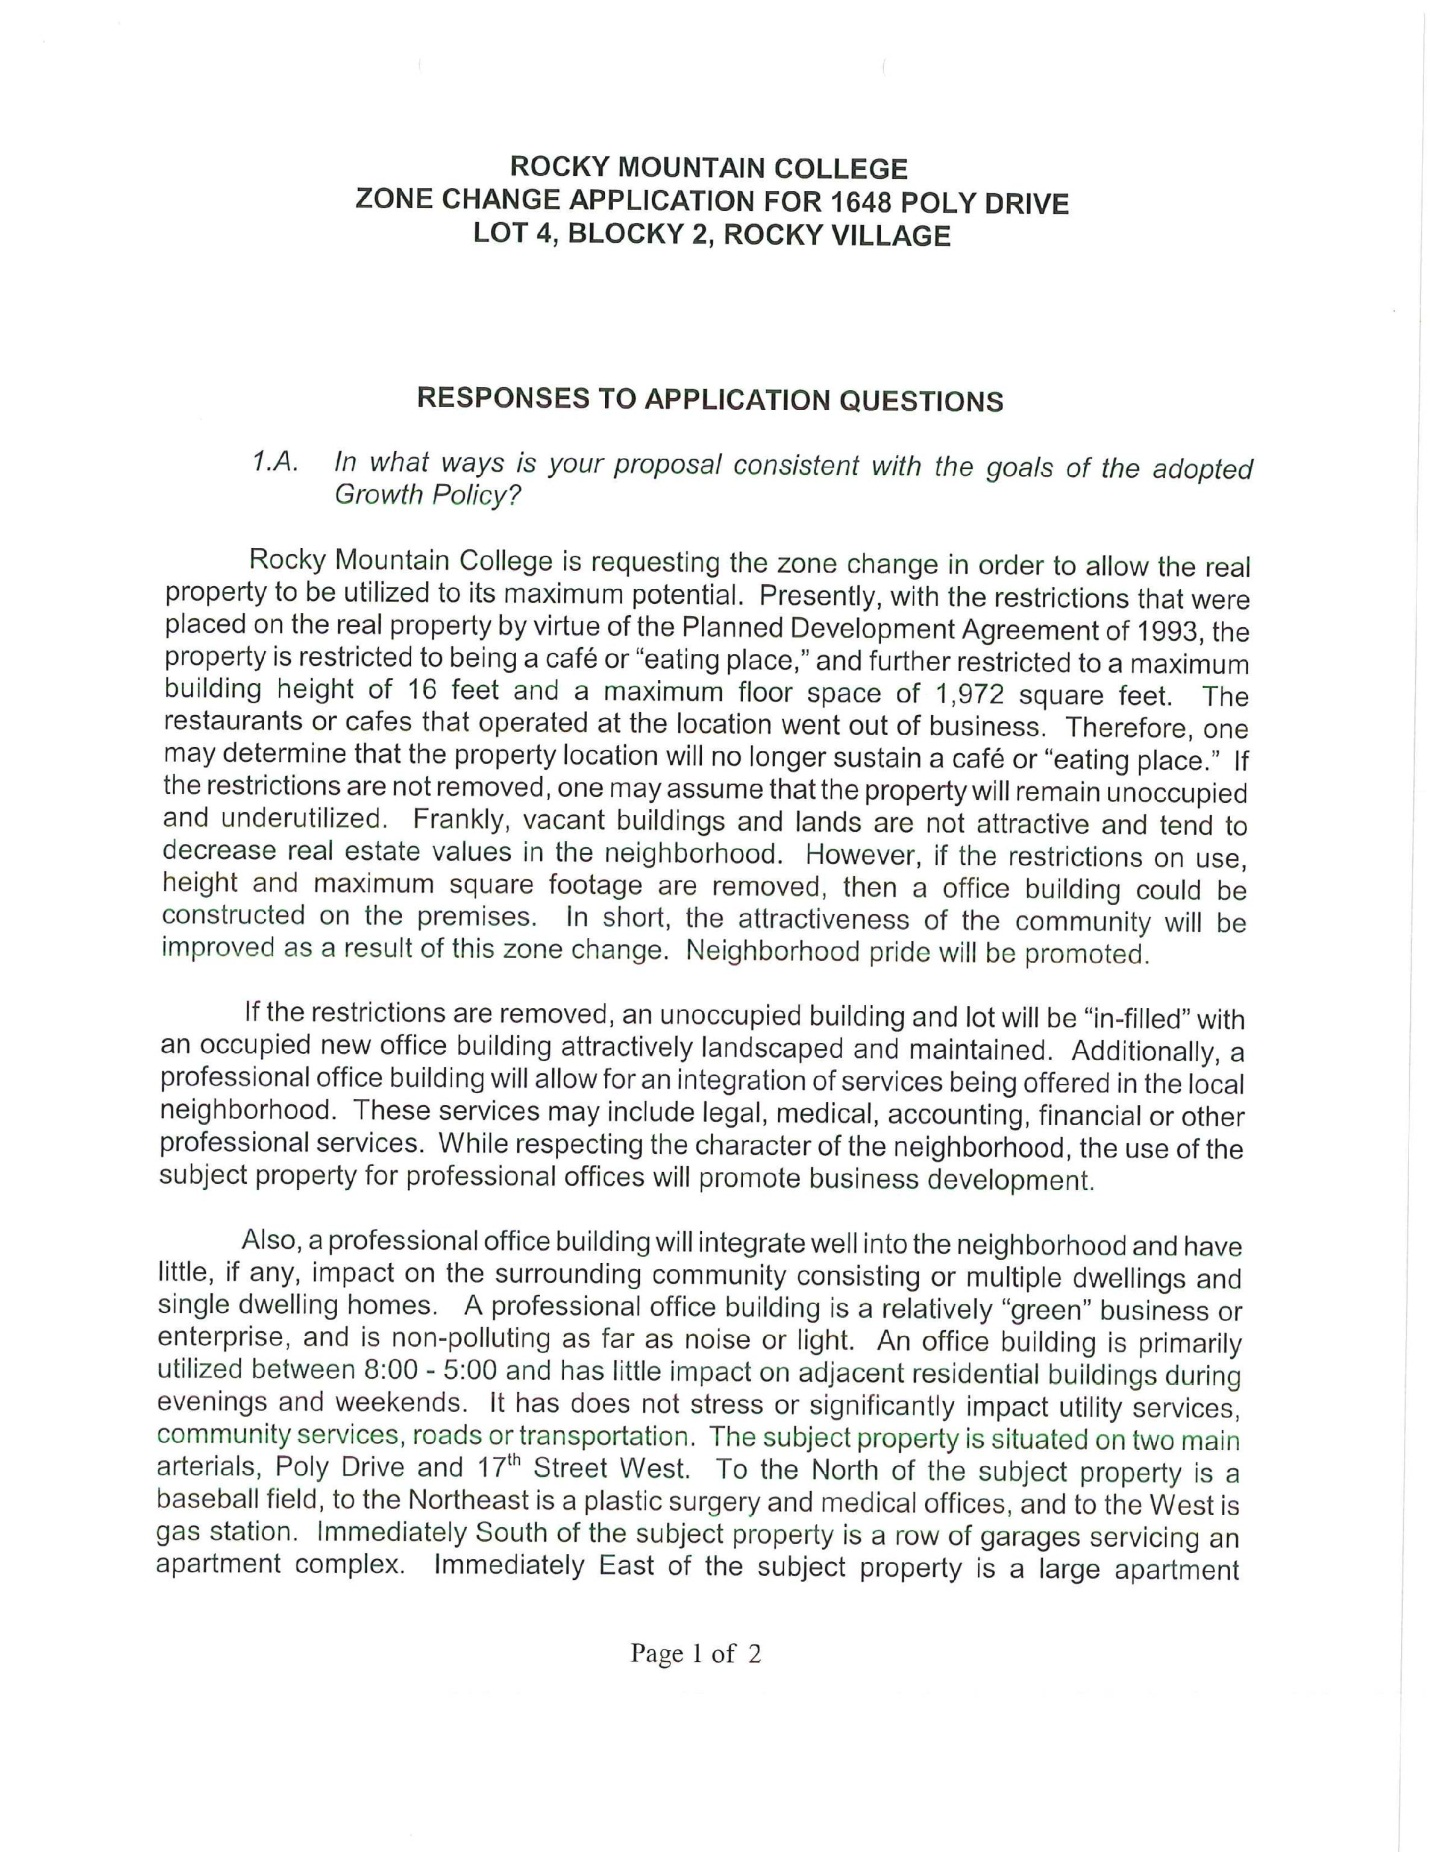 ROCKY MOUNTAIN COLLEGE
ZONE CHANGE APPLICATION FOR 1648 POLY DRIVE
LOT 4, BLOCKY 2, ROCKY VILLAGE
RESPONSES TO APPLICATION QUESTIONS
1.A. In what ways is your proposal consistent with the goals of the adopted
Growth Policy?
Rocky Mountain College is requesting the zone change in order to allow the real
property to be utilized to its maximum potential. Presently, with the restrictions that were
placed on the real property by virtue of the Planned Development Agreement of 1993, the
property is restricted to being a café or “eating place,” and further restricted to a maximum
building height of 16 feet and a maximum floor space of 1,972 square feet. The
restaurants or cafes that operated at the location went out of business. Therefore, one
may determine that the property location will no longer sustain a café or “eating place.” If
the restrictions are not removed, one may assume that the property will remain unoccupied
and underutilized. Frankly, vacant buildings and lands are not attractive and tend to
decrease real estate values in the neighborhood. However, if the restrictions on use,
height and maximum square footage are removed, then a office building could be
constructed on the premises. In short, the attractiveness of the community will be
improved as a result of this zone change. Neighborhood pride will be promoted.
If the restrictions are removed, an unoccupied building and lot will be “in-filled” with
an occupied new office building attractively landscaped and maintained. Additionally, a
professional office building will allow for an integration of services being offered in the local
neighborhood. These services may include legal, medical, accounting, financial or other
professional services. While respecting the character of the neighborhood, the use of the
subject property for professional offices will promote business development.
Also, a professional office building will integrate well into the neighborhood and have
little, if any, impact on the surrounding community consisting or multiple dwellings and
single dwelling homes. A professional office building is a relatively “green” business or
enterprise, and is non-polluting as far as noise or light. An office building is primarily
utilized between 8:00 - 5:00 and has little impact on adjacent residential buildings during
evenings and weekends. It has does not stress or significantly impact utility services,
community services, roads or transportation. The subject property is situated on two main
arterials, Poly Drive and 17th Street West. To the North of the subject property is a
baseball field, to the Northeast is a plastic surgery and medical offices, and to the West is
gas station. Immediately South of the subject property is a row of garages servicing an
apartment complex. Immediately East of the subject property is a large apartment
Page 1 of 2